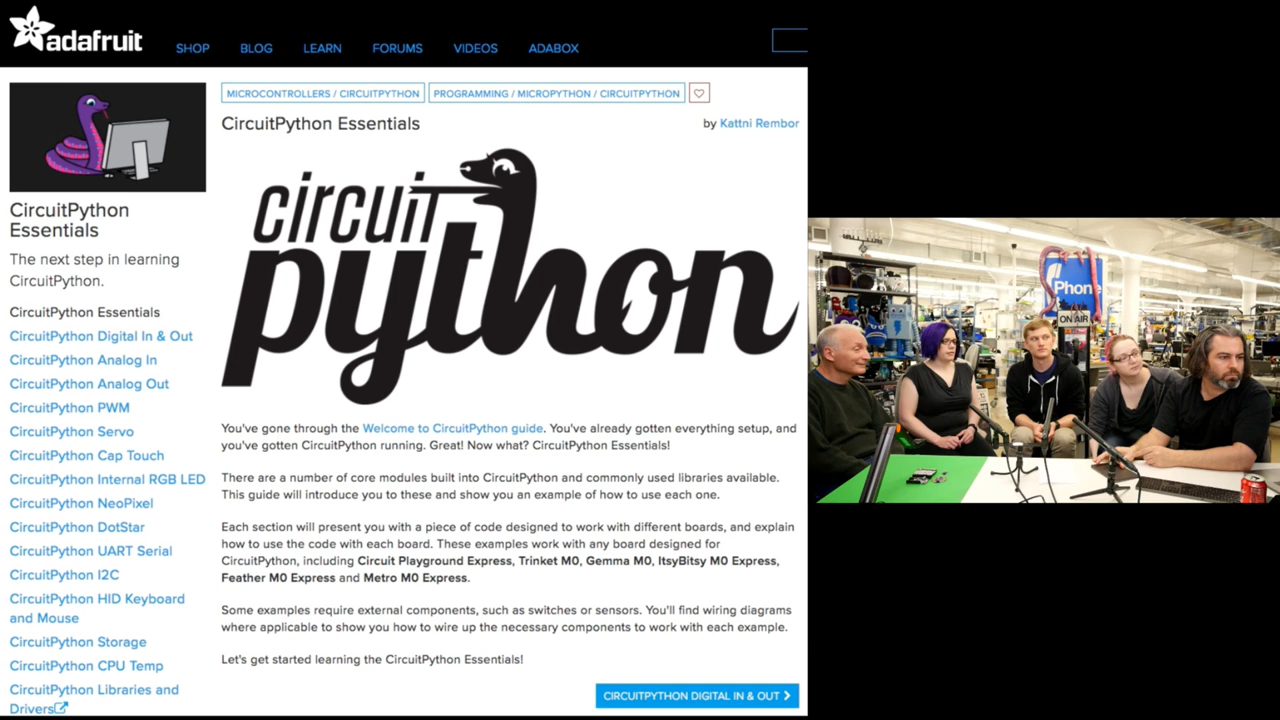 adafruit
SHOP
BLOG
LEARN
FORUMS
VIDEOS
ADABOX
MICROCONTROLLERS / CIRCUITPYTHON
PROGRAMMING / MICROPYTHON / CIRCUITPYTHON
CircuitPython Essentials
by Kattni Rembor
circuit
python
CircuitPython
Essentials
The next step in learning
CircuitPython.
CircuitPython Essentials
CircuitPython Digital In & Out
CircuitPython Analog In
CircuitPython Analog Out
CircuitPython PWM
CircuitPython Servo
CircuitPython Cap Touch
CircuitPython Internal RGB LED
CircuitPython NeoPixel
CircuitPython DotStar
CircuitPython UART Serial
CircuitPython I2C
CircuitPython HID Keyboard
and Mouse
CircuitPython Storage
CircuitPython CPU Temp
CircuitPython Libraries and
Drivers
You've gone through the Welcome to CircuitPython guide. You've already gotten everything setup, and
you've gotten CircuitPython running. Great! Now what? CircuitPython Essentials!
There are a number of core modules built into CircuitPython and commonly used libraries available.
This guide will introduce you to these and show you an example of how to use each one.
Each section will present you with a piece of code designed to work with different boards, and explain
how to use the code with each board. These examples work with any board designed for
CircuitPython, including Circuit Playground Express, Trinket M0, Gemma M0, ItsyBitsy M0 Express,
Feather M0 Express and Metro M0 Express.
Some examples require external components, such as switches or sensors. You'll find wiring diagrams
where applicable to show you how to wire up the necessary components to work with each example.
Let's get started learning the CircuitPython Essentials!
CIRCUITPYTHON DIGITAL IN & OUT
Phone
ON AIR